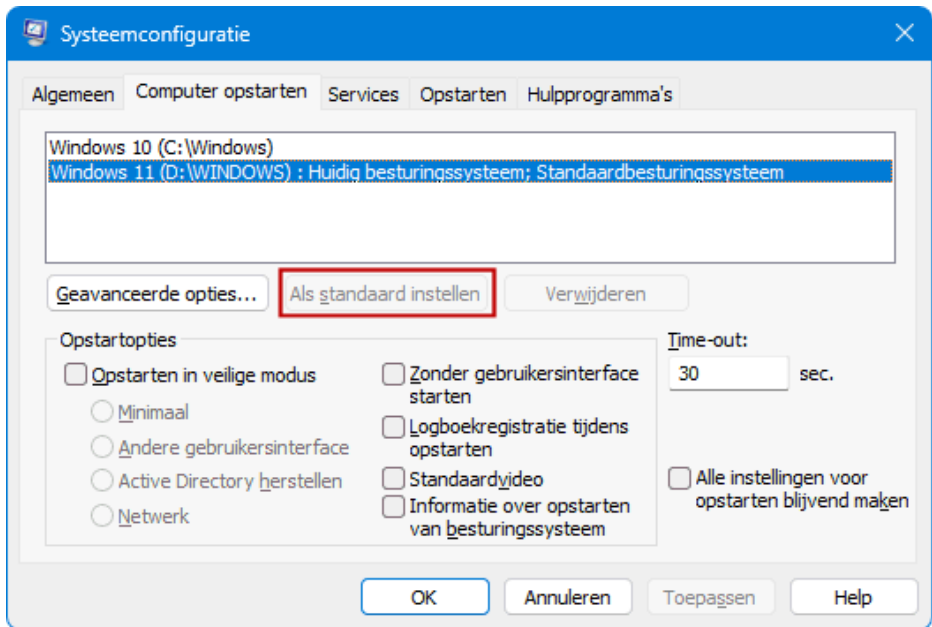 Systeemconfiguratie
Algemeen Computer opstarten Services Opstarten Hulpprogramma's
Windows 10 (C:\Windows)
Windows 11 (D:\WINDOWS) : Huidig besturingssysteem; Standaardbesturingssysteem
Geavanceerde opties... Als standaard instellen Verwijderen
Opstartopties
Opstarten in veilige modus
Minimaal
Andere gebruikersinterface
Active Directory herstellen
Netwerk
Zonder gebruikersinterface
starten
Logboekregistratie tijdens
opstarten
Standaardvideo
Informatie over opstarten
van besturingssysteem
Time-out:
30 sec.
Alle instellingen voor
opstarten blijvend maken
OK Annuleren Toepassen Help